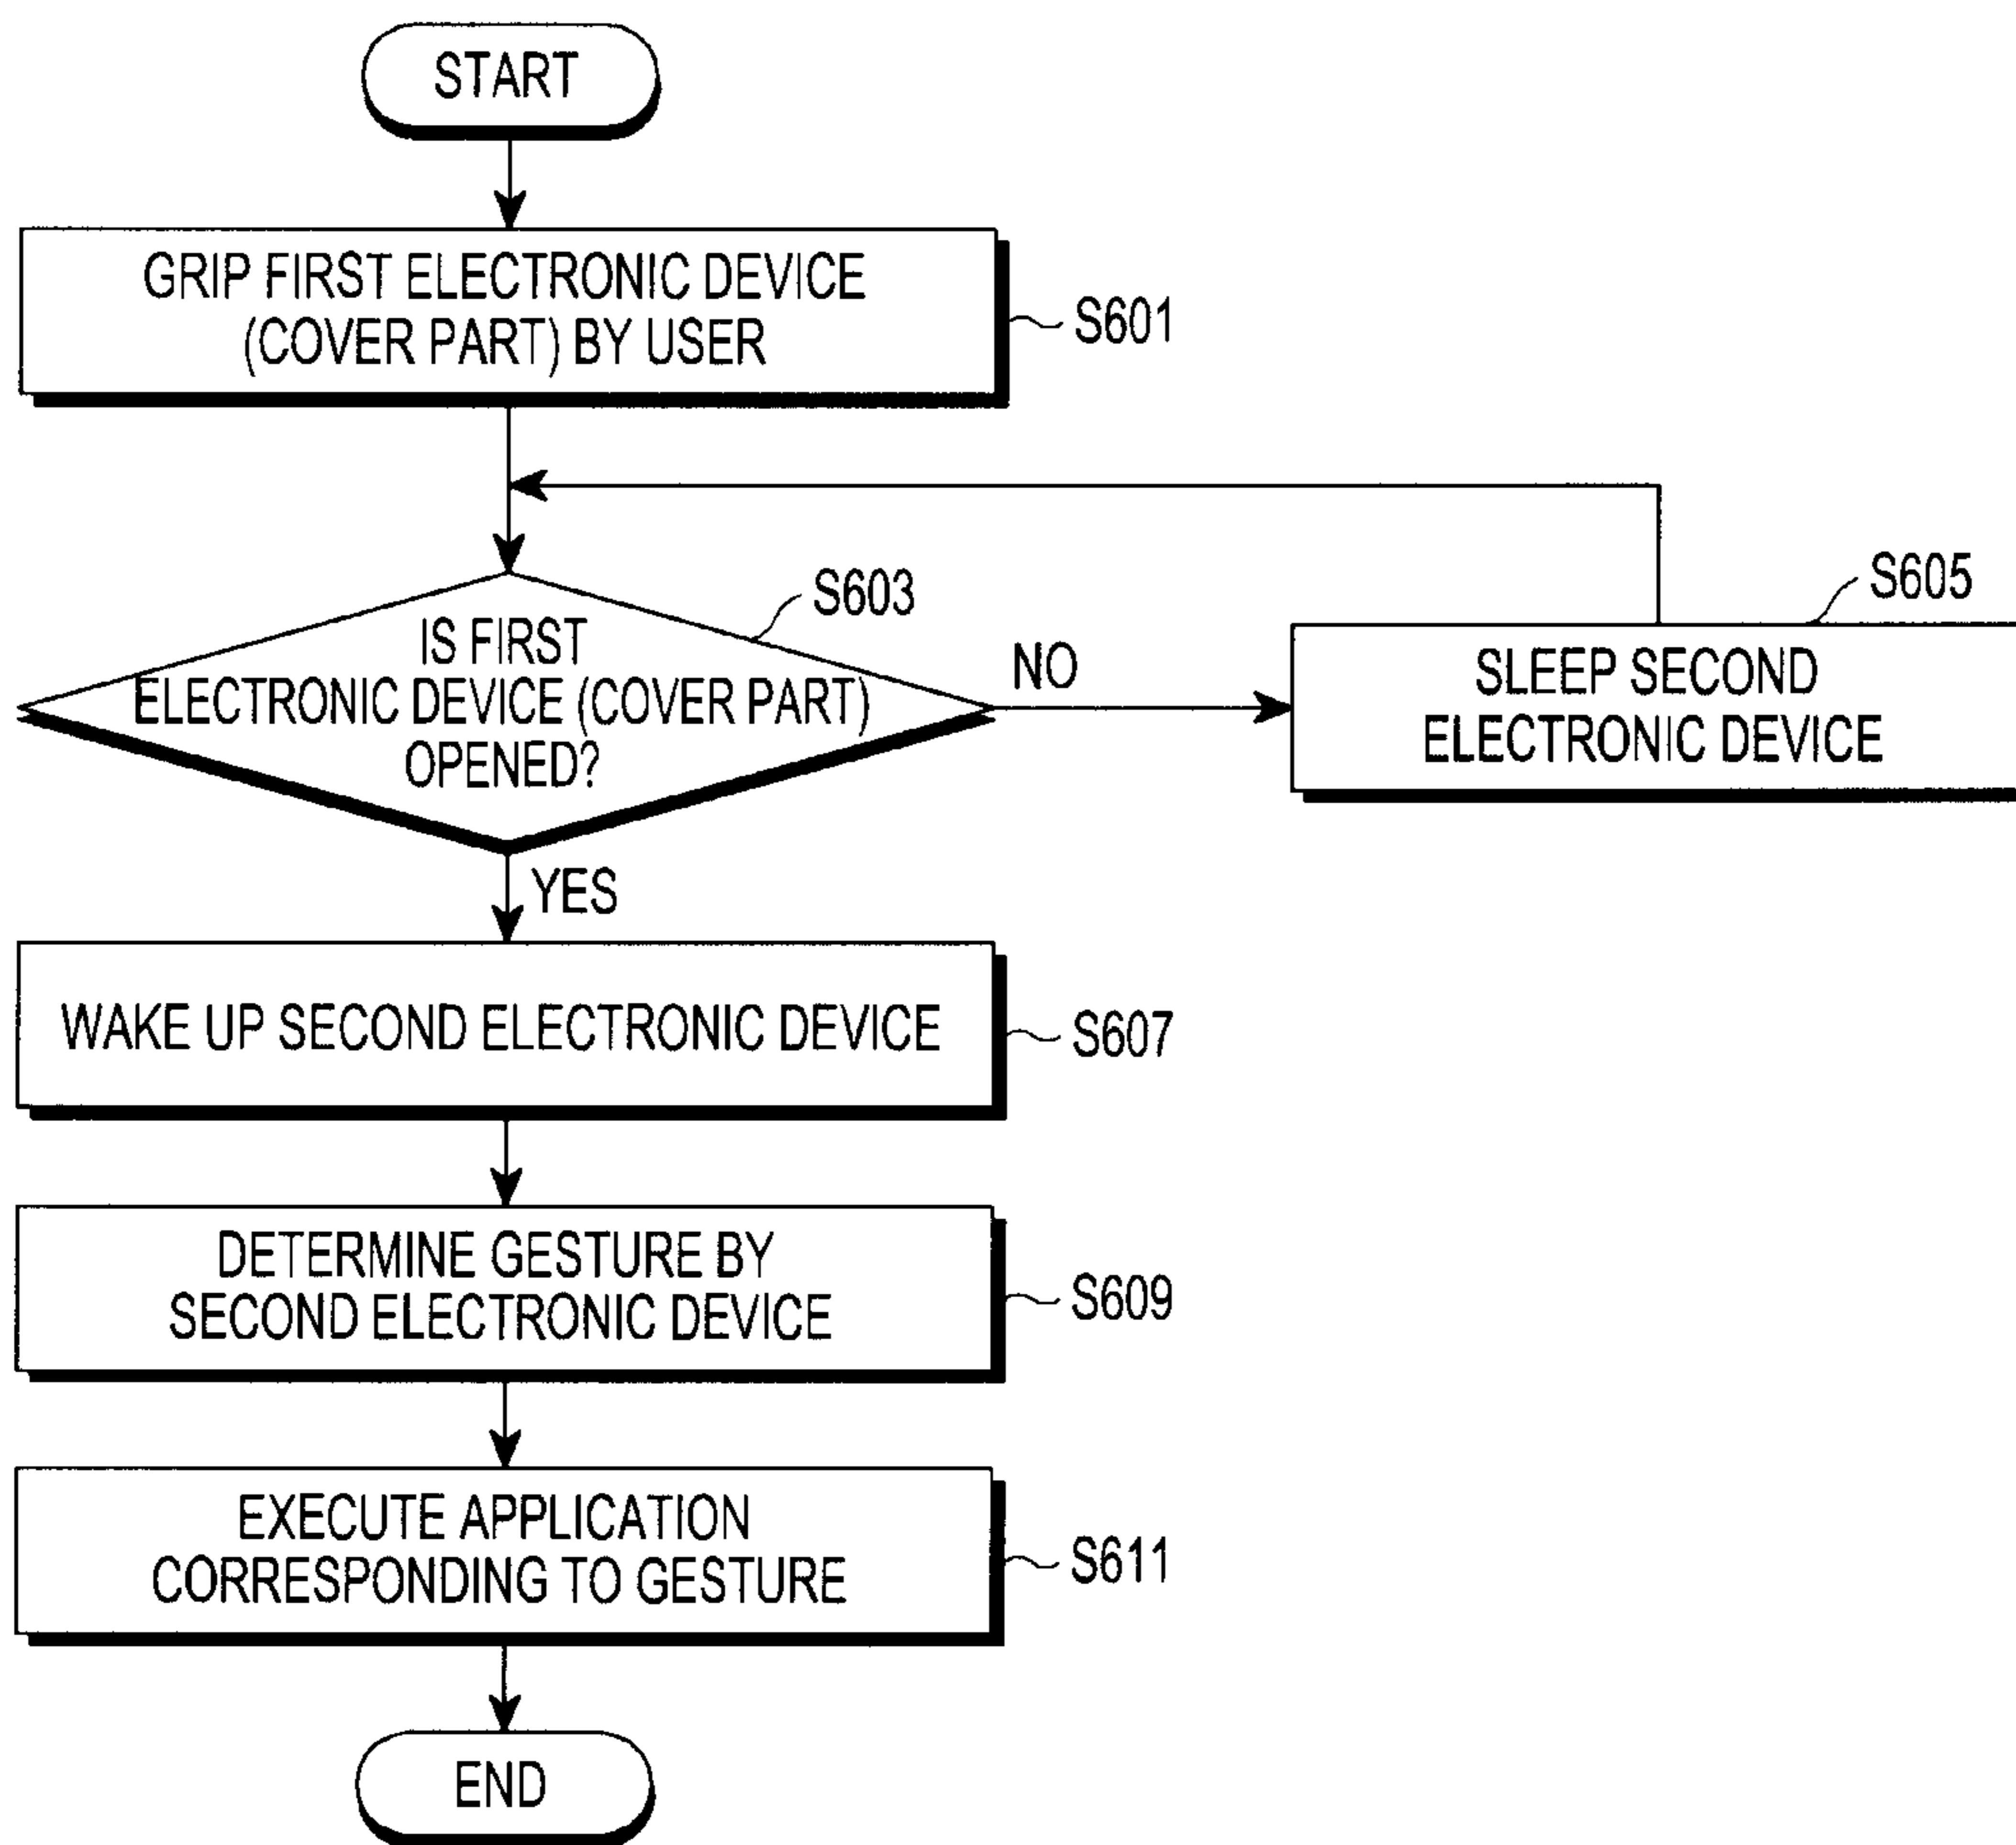 START
GRIP FIRST ELECTRONIC DEVICE
(COVER PART) BY USER
S601
S603
IS FIRST
ELECTRONIC DEVICE (COVER PART)
OPENED?
NO
S605
SLEEP SECOND
ELECTRONIC DEVICE
YES
WAKE UP SECOND ELECTRONIC DEVICE
S607
DETERMINE GESTURE BY
SECOND ELECTRONIC DEVICE
S609
EXECUTE APPLICATION
CORRESPONDING TO GESTURE
S611
END